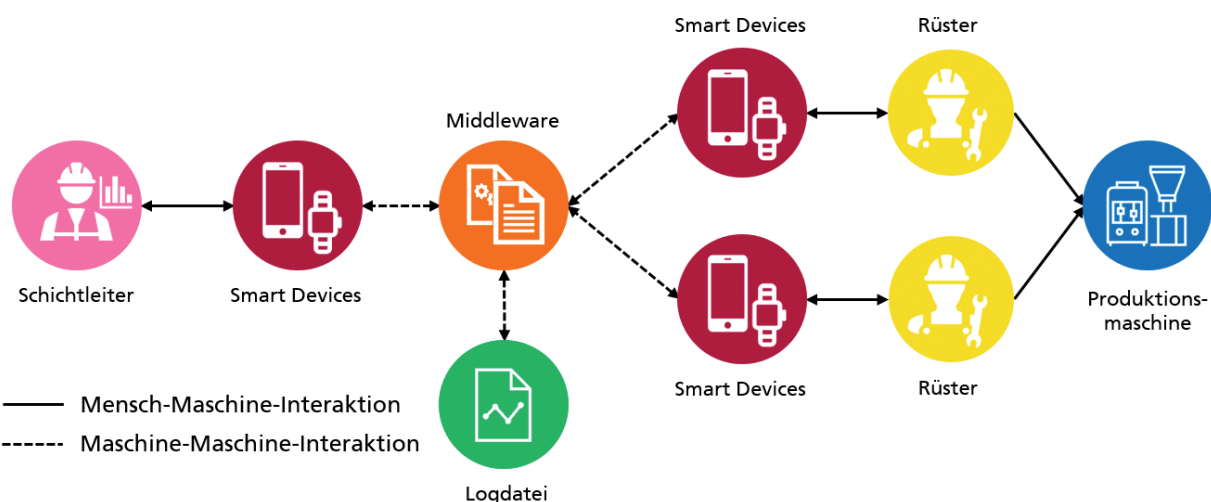 Smart Devices
Rüster
Middleware
Schichtleiter
Smart Devices
Produktions-
maschine
Smart Devices
Rüster
Mensch-Maschine-Interaktion
Maschine-Maschine-Interaktion
Logdatei